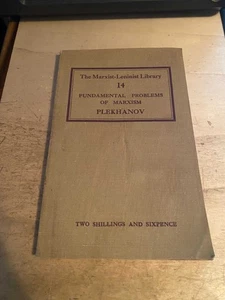 The Marxist-Leninist Library
14
FUNDAMENTAL PROBLEMS
OF MARXISM
PLEKHANOV
TWO SHILLINGS AND SIXPENCE